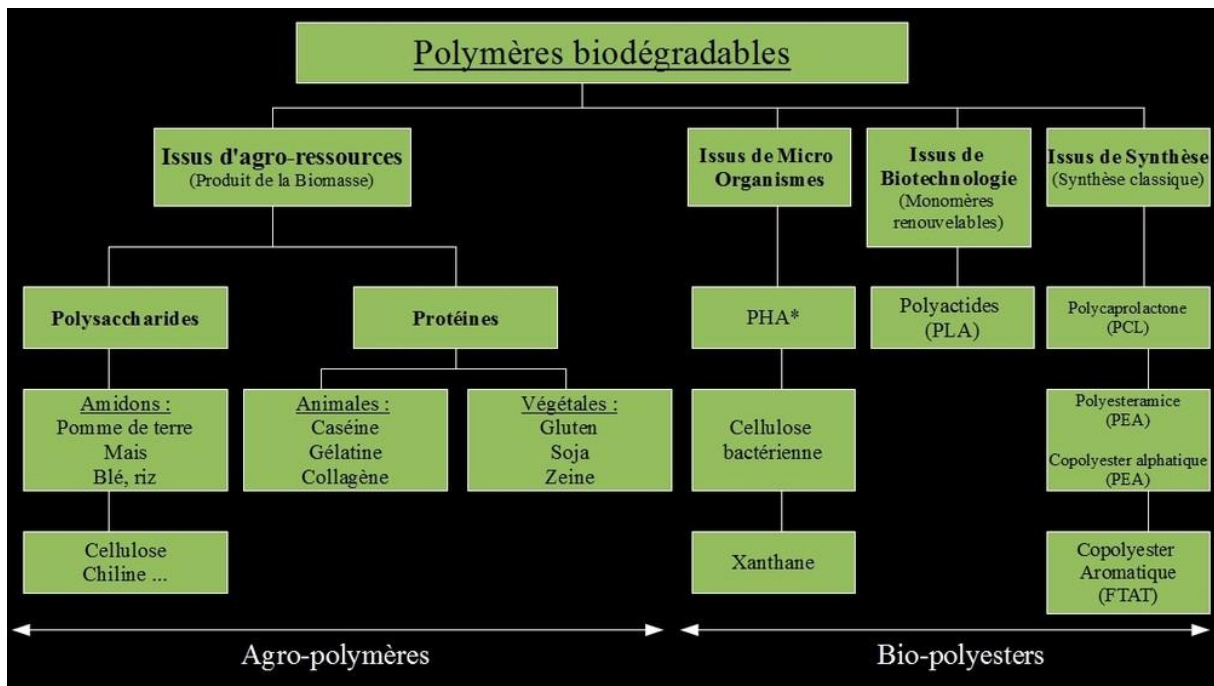 Polymères biodégradables
Issus d'agro-ressources
(Produit de la Biomasse)
Issus de Micro
Organismes
Issus de
Biotechnologie
(Monomères
renouvelables)
Issus de Synthèse
(Synthèse classique)
Polysaccharides
Protéines
PHA*
Polyactides
(PLA)
Polycaprolactone
(PCL)
Amidons :
Pomme de terre
Mais
Blé, riz
Animales :
Caséine
Gélatine
Collagène
Végétales :
Gluten
Soja
Zeine
Cellulose
bactérienne
Polyesteramice
(PEA)
Copolyester alphatique
(PEA)
Cellulose
Chiline ...
Xanthane
Copolyester
Aromatique
(FTAT)
Agro-polymères
Bio-polyesters